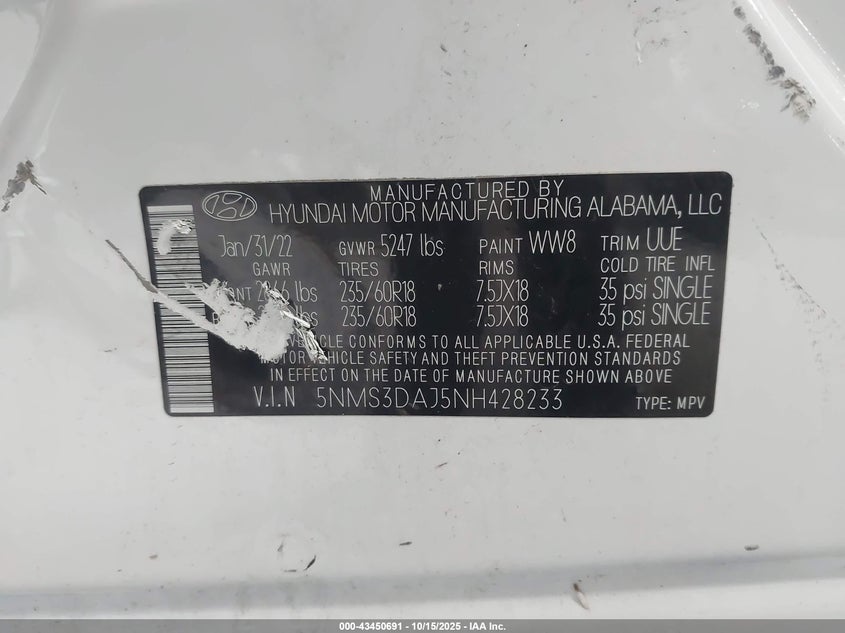 MANUFACTURED BY
HYUNDAI MOTOR MANUFACTURING ALABAMA, LLC
Jan/31/22 GVWR 5247 lbs PAINT WW8 TRIM UUE
GAWR TIRES RIMS COLD TIRE INFL
lbs 235/60R18 7.5JX18 35 psi SINGLE
235/60R18 7.5JX18 35 psi SINGLE
CONFORMS TO ALL APPLICABLE U.S.A. FEDERAL
MOTOR VEHICLE SAFETY AND THEFT PREVENTION STANDARDS
IN EFFECT ON THE DATE OF MANUFACTURE SHOWN ABOVE
V.I.N 5NMS3DAJ5NH428233 TYPE: MPV
000-43450691 - 10/15/2025 - IAA Inc.